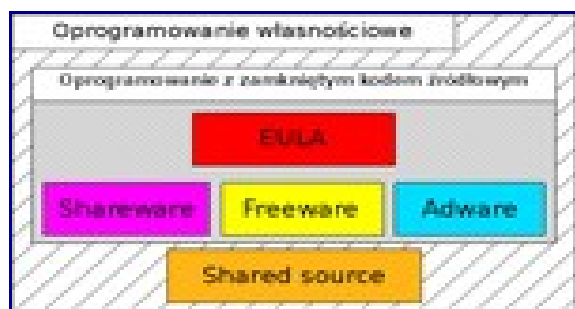 Oprogramowanie własnościowe
Oprogramowanie z zamkniętym kodem źródłowym
EULA
Shareware
Freeware
Adware
Shared source